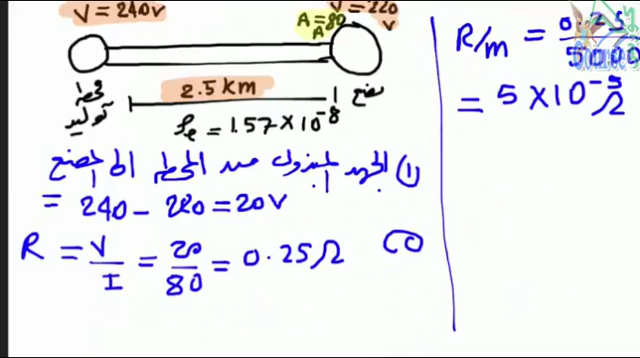 V = 240v
V = 220 v
A = 80 A
محطة توليد
2.5 km
مصنع
ρe = 1.57 × 10⁻⁸
1) الجهد المبذول من المحطة الى المصنع
= 240 - 220 = 20 V
R = V/I = 20/80 = 0.25 Ω
R/m = 0.25/5000
= 5 × 10⁻⁵ Ω